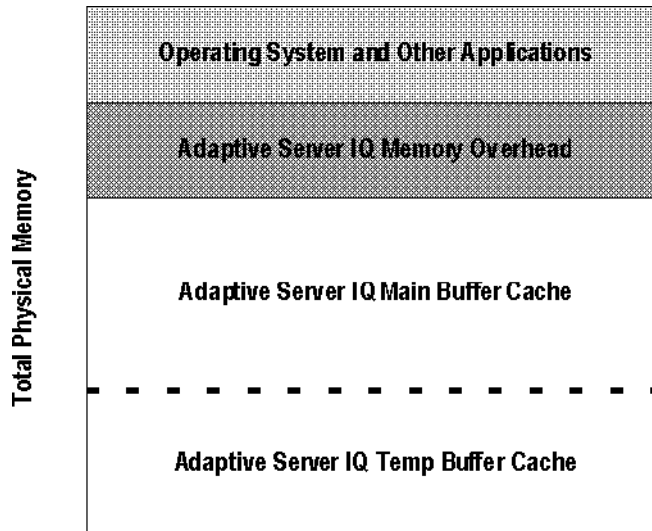 Operating System and Other Applications
Adaptive Server IQ Memory Overhead
Total Physical Memory
Adaptive Server IQ Main Buffer Cache
Adaptive Server IQ Temp Buffer Cache